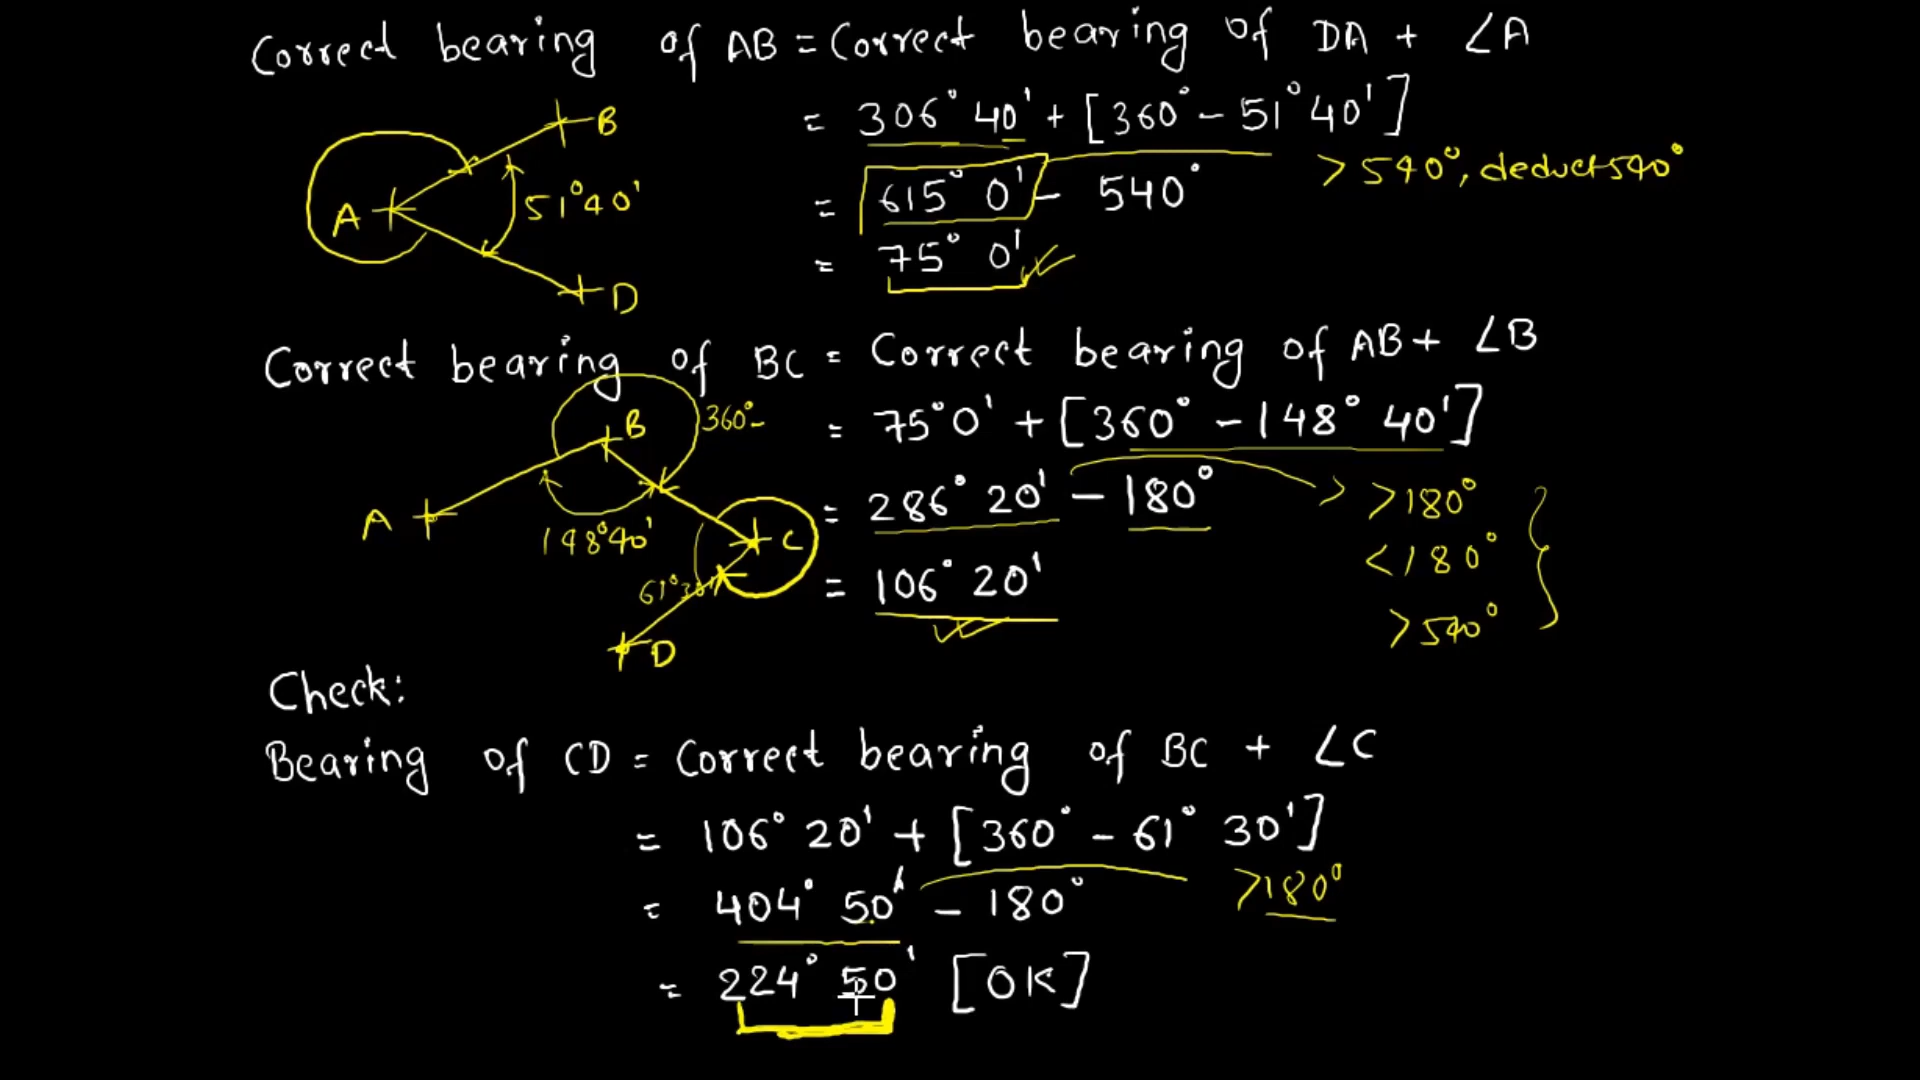 Correct bearing of AB = Correct bearing of DA + ∠A
= 306° 40' + [360° - 51° 40']
> 540°, deduct 540°
= 615° 0' - 540°
= 75° 0'
B
A
51°40'
D
Correct bearing of BC = Correct bearing of AB + ∠B
= 75° 0' + [360° - 148° 40']
= 286° 20' - 180°
> 180°
< 180°
> 540°
= 106° 20'
B
360°-
A
148°40'
C
D
Check:
Bearing of CD = Correct bearing of BC + ∠C
= 106° 20' + [360° - 61° 30']
= 404° 50' - 180°
> 180°
= 224° 50' [OK]